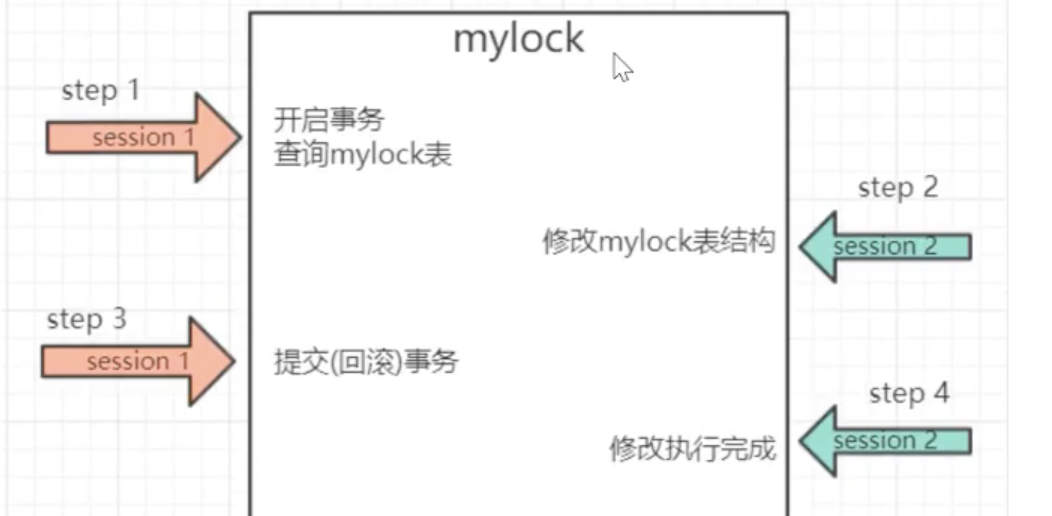 mylock
step 1
session 1
开启事务
查询mylock表
step 2
修改mylock表结构
session 2
step 3
session 1
提交(回滚)事务
step 4
session 2
修改执行完成